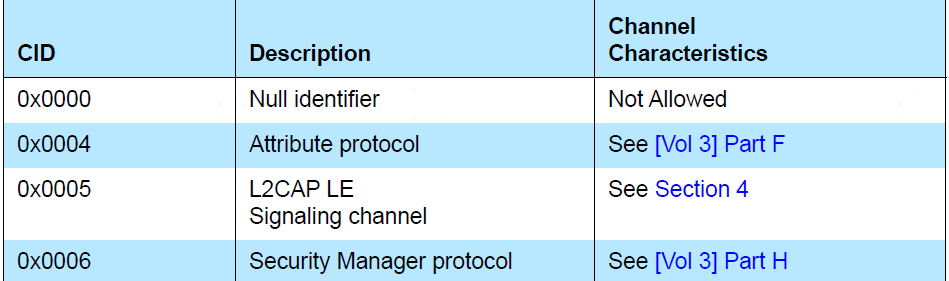 CID Description Channel Characteristics
0x0000 Null identifier Not Allowed
0x0004 Attribute protocol See [Vol 3] Part F
0x0005 L2CAP LE Signaling channel See Section 4
0x0006 Security Manager protocol See [Vol 3] Part H